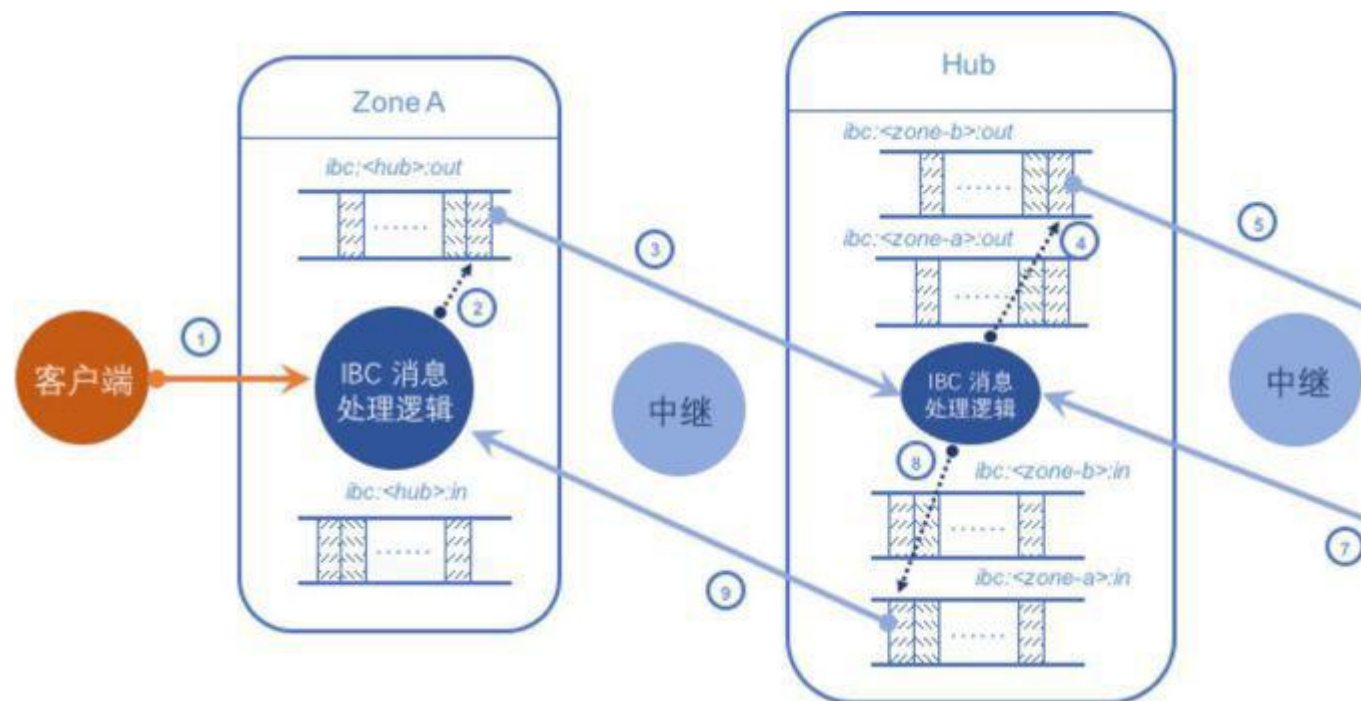 Zone A
ibc:<hub>:out
......
①
②
客户端
IBC 消息
处理逻辑
ibc:<hub>:in
......
③
中继
⑨
Hub
ibc:<zone-b>:out
......
ibc:<zone-a>:out
④
......
IBC 消息
处理逻辑
⑧
ibc:<zone-b>:in
......
ibc:<zone-a>:in
......
⑤
中继
⑦